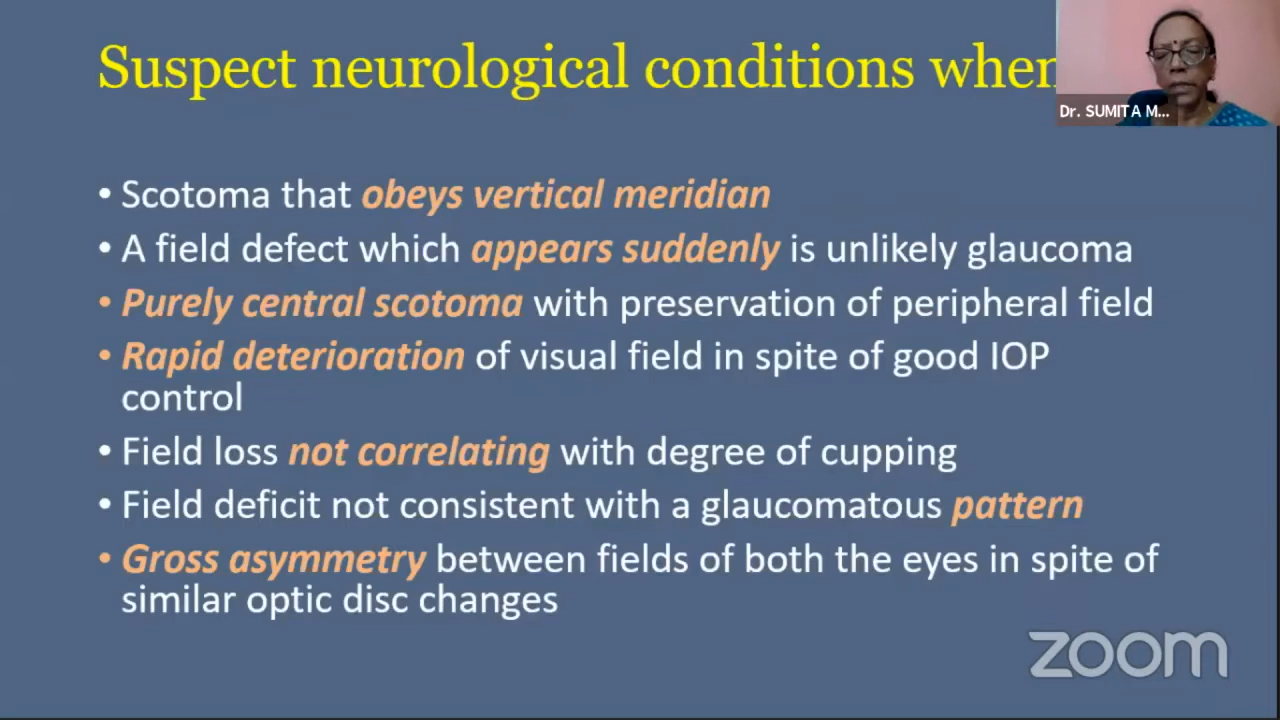 Suspect neurological conditions when
Dr. SUMITA M...
• Scotoma that obeys vertical meridian
• A field defect which appears suddenly is unlikely glaucoma
• Purely central scotoma with preservation of peripheral field
• Rapid deterioration of visual field in spite of good IOP
control
• Field loss not correlating with degree of cupping
• Field deficit not consistent with a glaucomatous pattern
• Gross asymmetry between fields of both the eyes in spite of
similar optic disc changes
zoom